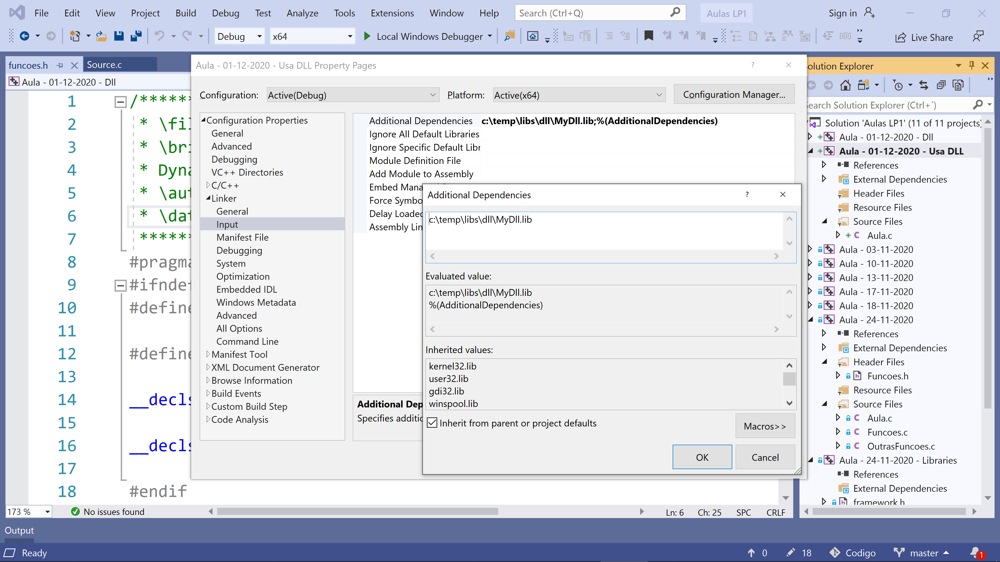 File Edit View Project Build Debug Test Analyze Tools Extensions Window Help Search (Ctrl+Q) Aulas LP1 Sign in
Debug x64 Local Windows Debugger Live Share
funcoes.h Source.c
Aula - 01-12-2020 - Dll
1 /******
2 * \fil
3 * \bri
4 * Dyna
5 * \aut
6 * \dat
7 ******
8 #pragma
9 #ifndef
10 #define
11
12 #define
13
14 __decls
15
16 __decls
17
18 #endif
173 % No issues found Ln: 6 Ch: 25 SPC CRLF
Aula - 01-12-2020 - Usa DLL Property Pages ?
Configuration: Active(Debug) Platform: Active(x64) Configuration Manager...
Configuration Properties
General
Advanced
Debugging
VC++ Directories
C/C++
Linker
General
Input
Manifest File
Debugging
System
Optimization
Embedded IDL
Windows Metadata
Advanced
All Options
Command Line
Manifest Tool
XML Document Generator
Browse Information
Build Events
Custom Build Step
Code Analysis
Additional Dependencies c:\temp\libs\dll\MyDll.lib;%(AdditionalDependencies)
Ignore All Default Libraries
Ignore Specific Default Libr
Module Definition File
Add Module to Assembly
Embed Mana
Force Symbo
Delay Loaded
Assembly Lin
Additional Dep
Specifies additio
Additional Dependencies ?
c:\temp\libs\dll\MyDll.lib
Evaluated value:
c:\temp\libs\dll\MyDll.lib
%(AdditionalDependencies)
Inherited values:
kernel32.lib
user32.lib
gdi32.lib
winspool.lib
Inherit from parent or project defaults
Macros>>
OK Cancel
olution Explorer
earch Solution Explorer (Ctrl+´)
Solution 'Aulas LP1' (11 of 11 projects)
Aula - 01-12-2020 - Dll
Aula - 01-12-2020 - Usa DLL
References
External Dependencies
Header Files
Resource Files
Source Files
Aula.c
Aula - 03-11-2020
Aula - 10-11-2020
Aula - 13-11-2020
Aula - 17-11-2020
Aula - 18-11-2020
Aula - 24-11-2020
References
External Dependencies
Header Files
Funcoes.h
Resource Files
Source Files
Aula.c
Funcoes.c
OutrasFuncoes.c
Aula - 24-11-2020 - Libraries
References
External Dependencies
framework.h
Output
Ready 0 18 Codigo master 1